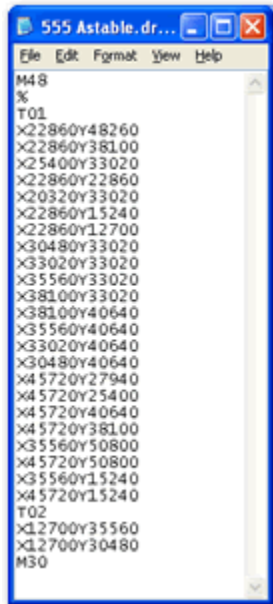 555 Astable.dr...
File Edit Format View Help
M48
%
T01
X22860Y48260
X22860Y38100
X25400Y33020
X22860Y22860
X20320Y33020
X22860Y15240
X22860Y12700
X30480Y33020
X33020Y33020
X35560Y33020
X38100Y33020
X38100Y40640
X35560Y40640
X33020Y40640
X30480Y40640
X45720Y27940
X45720Y25400
X45720Y40640
X45720Y38100
X35560Y50800
X45720Y50800
X35560Y15240
X45720Y15240
T02
X12700Y35560
X12700Y30480
M30